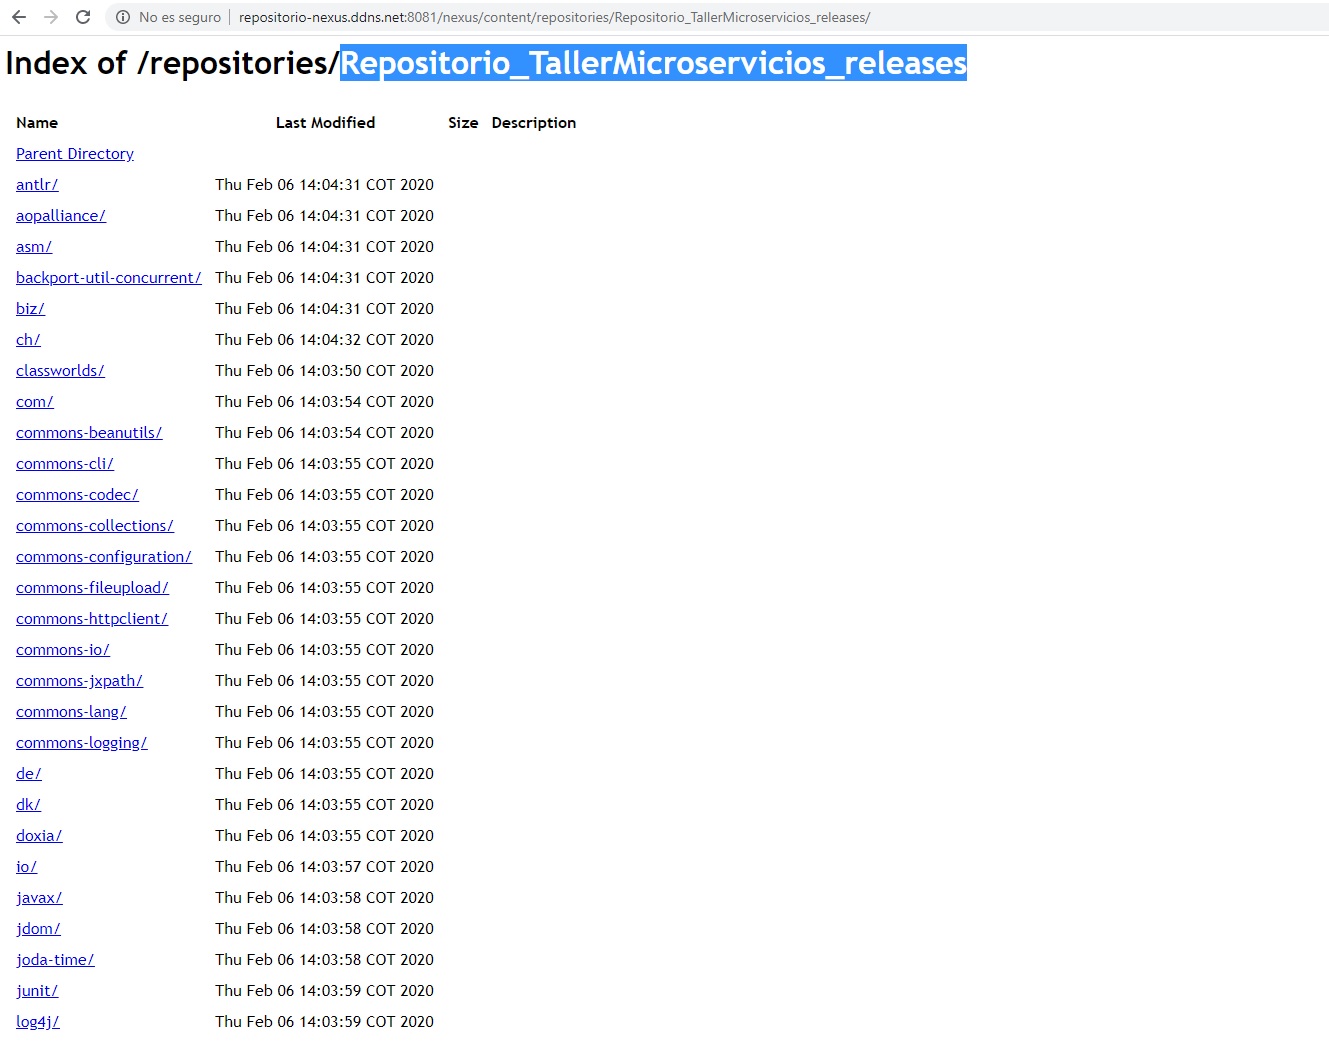 No es seguro repositorio-nexus.ddns.net:8081/nexus/content/repositories/Repositorio_TallerMicroservicios_releases/
Index of /repositories/Repositorio_TallerMicroservicios_releases
Name Last Modified Size Description
Parent Directory
antlr/ Thu Feb 06 14:04:31 COT 2020
aopalliance/ Thu Feb 06 14:04:31 COT 2020
asm/ Thu Feb 06 14:04:31 COT 2020
backport-util-concurrent/ Thu Feb 06 14:04:31 COT 2020
biz/ Thu Feb 06 14:04:31 COT 2020
ch/ Thu Feb 06 14:04:32 COT 2020
classworlds/ Thu Feb 06 14:03:50 COT 2020
com/ Thu Feb 06 14:03:54 COT 2020
commons-beanutils/ Thu Feb 06 14:03:54 COT 2020
commons-cli/ Thu Feb 06 14:03:55 COT 2020
commons-codec/ Thu Feb 06 14:03:55 COT 2020
commons-collections/ Thu Feb 06 14:03:55 COT 2020
commons-configuration/ Thu Feb 06 14:03:55 COT 2020
commons-fileupload/ Thu Feb 06 14:03:55 COT 2020
commons-httpclient/ Thu Feb 06 14:03:55 COT 2020
commons-io/ Thu Feb 06 14:03:55 COT 2020
commons-jxpath/ Thu Feb 06 14:03:55 COT 2020
commons-lang/ Thu Feb 06 14:03:55 COT 2020
commons-logging/ Thu Feb 06 14:03:55 COT 2020
de/ Thu Feb 06 14:03:55 COT 2020
dk/ Thu Feb 06 14:03:55 COT 2020
doxia/ Thu Feb 06 14:03:55 COT 2020
io/ Thu Feb 06 14:03:57 COT 2020
javax/ Thu Feb 06 14:03:58 COT 2020
jdom/ Thu Feb 06 14:03:58 COT 2020
joda-time/ Thu Feb 06 14:03:58 COT 2020
junit/ Thu Feb 06 14:03:59 COT 2020
log4j/ Thu Feb 06 14:03:59 COT 2020